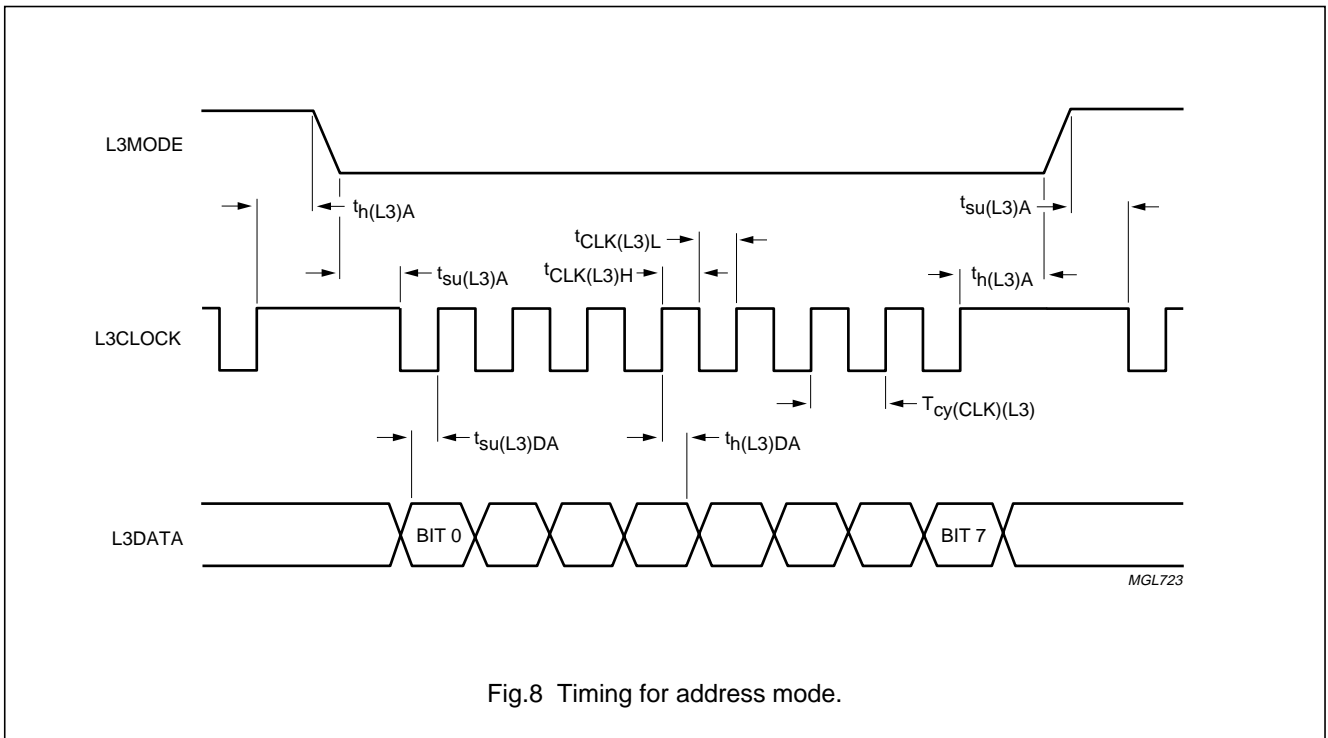 L3MODE
th(L3)A
tsu(L3)A
tCLK(L3)L
tsu(L3)A
tCLK(L3)H
th(L3)A
L3CLOCK
Tcy(CLK)(L3)
tsu(L3)DA
th(L3)DA
L3DATA
BIT 0
BIT 7
MGL723
Fig.8 Timing for address mode.